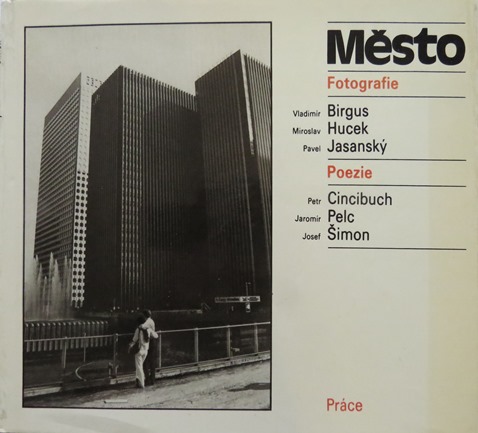 Město
Fotografie
Vladimír Birgus
Miroslav Hucek
Pavel Jasanský
Poezie
Petr Cincibuch
Jaromír Pelc
Josef Šimon
Práce